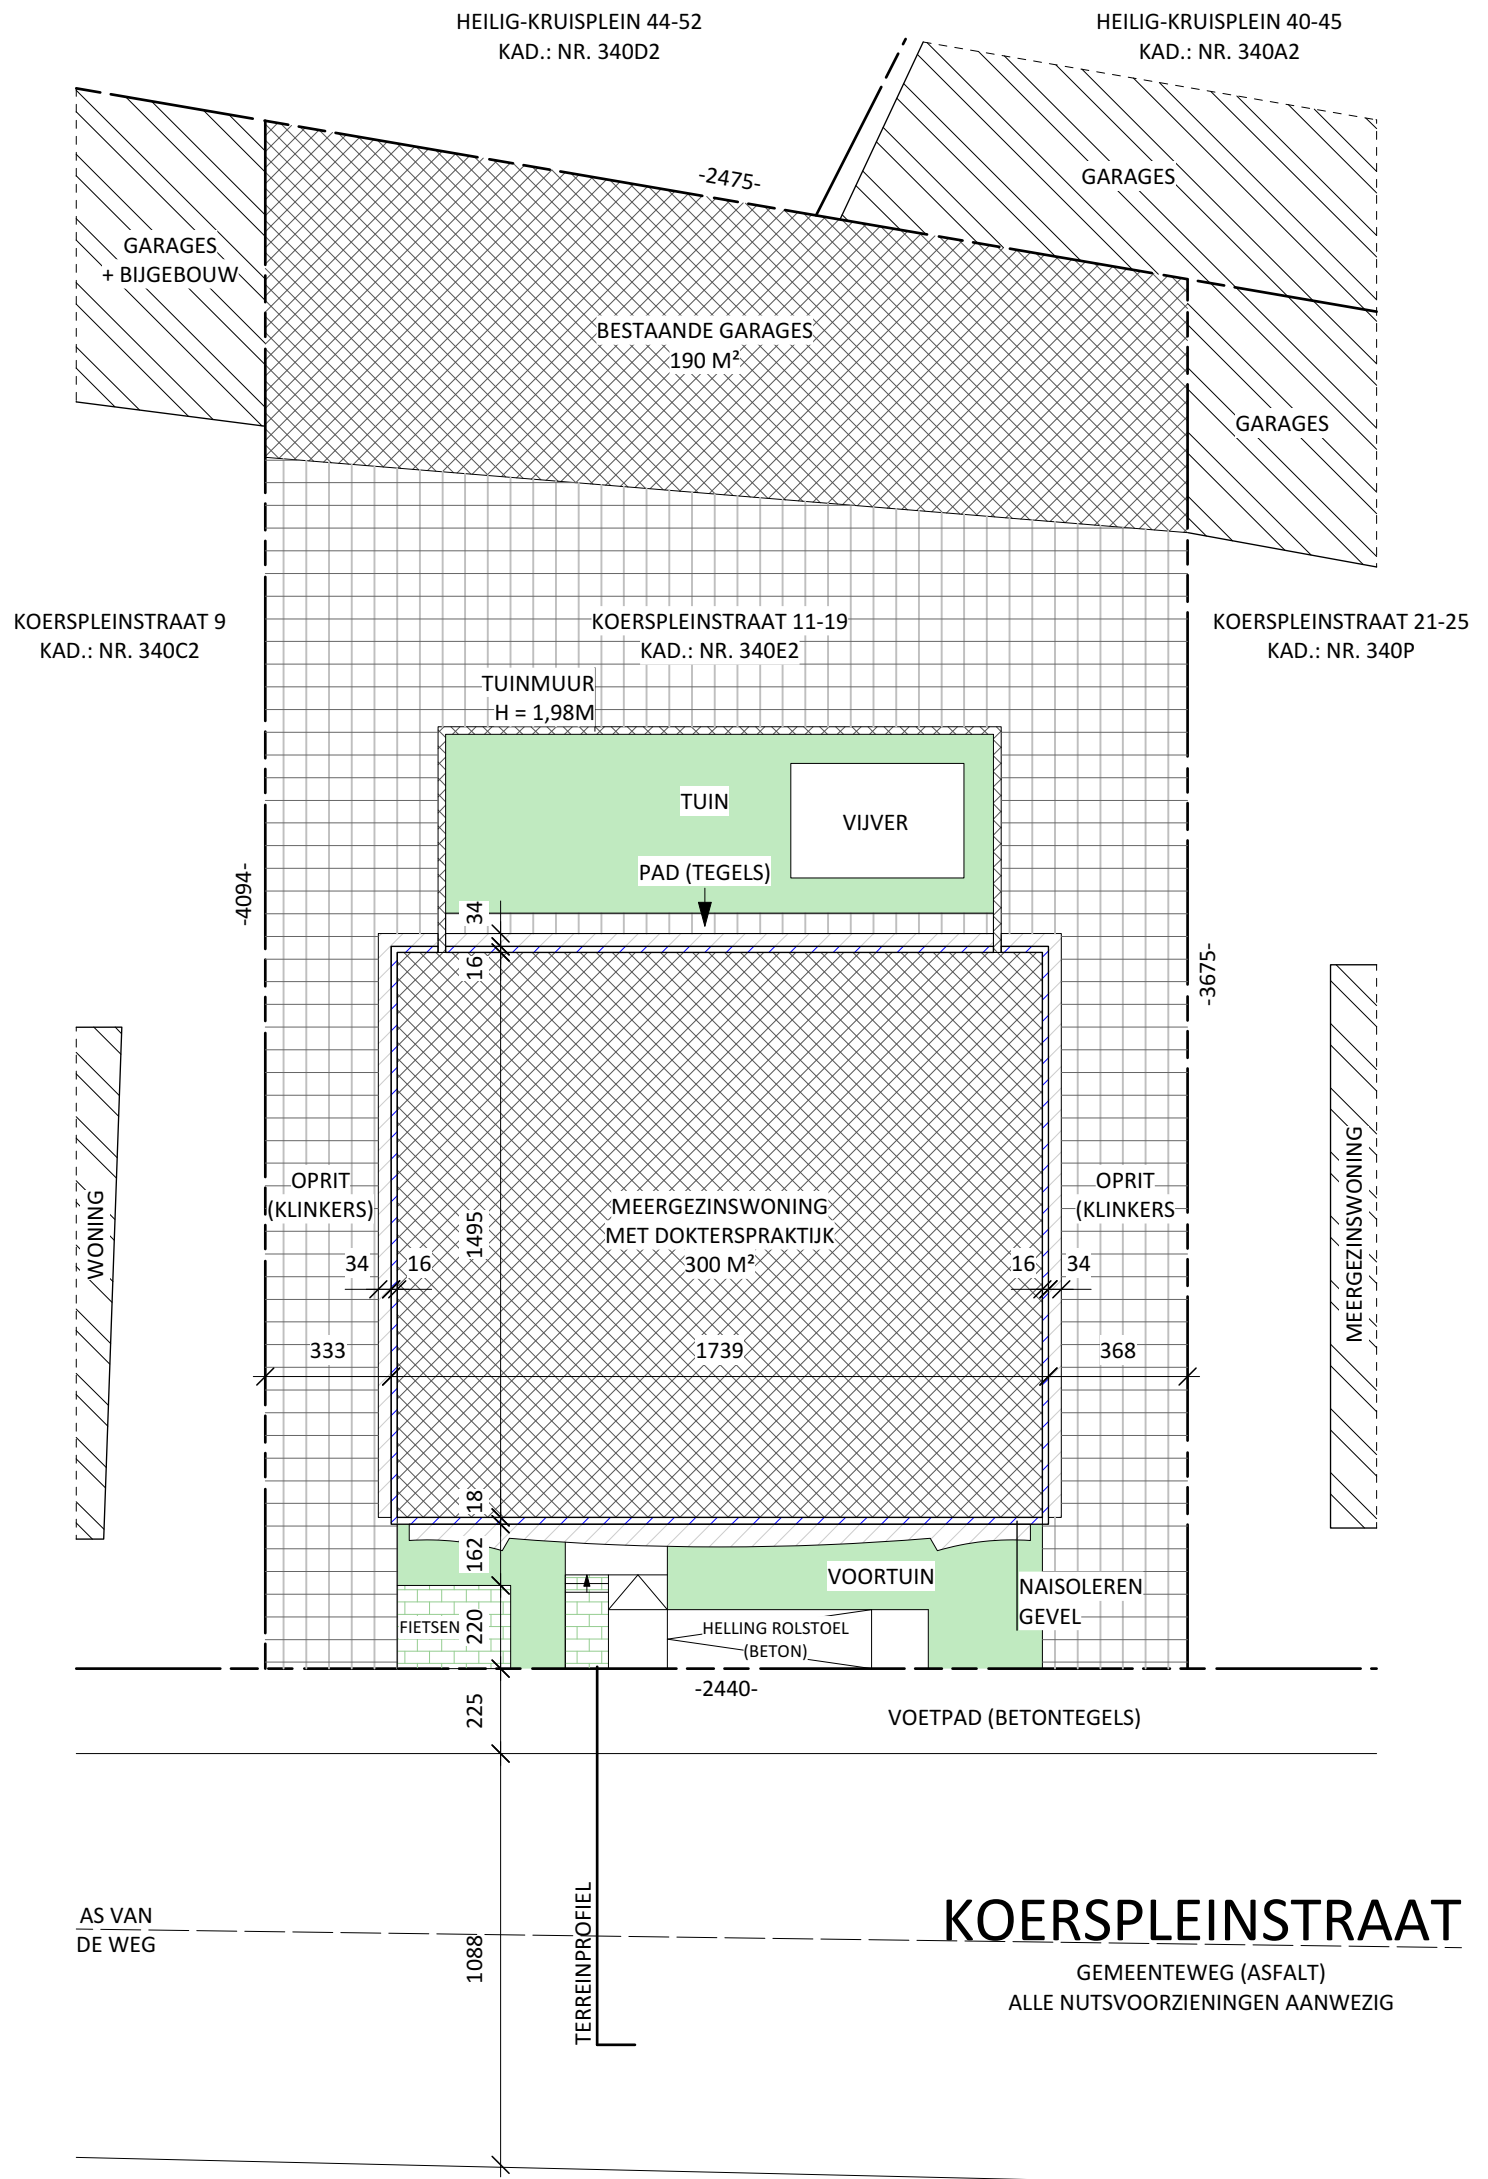 HEILIG-KRUISPLEIN 44-52
KAD.: NR. 340D2
HEILIG-KRUISPLEIN 40-45
KAD.: NR. 340A2
-2475-
GARAGES
GARAGES
+ BIJGEBOUW
BESTAANDE GARAGES
190 M²
GARAGES
KOERSPLEINSTRAAT 9
KAD.: NR. 340C2
KOERSPLEINSTRAAT 11-19
KAD.: NR. 340E2
KOERSPLEINSTRAAT 21-25
KAD.: NR. 340P
TUINMUUR
H = 1,98M
TUIN
VIJVER
PAD (TEGELS)
-4094-
34
16
-3675-
WONING
OPRIT
(KLINKERS)
1495
MEERGEZINSWONING
MET DOKTERSPRAKTIJK
300 M²
OPRIT
(KLINKERS
MEERGEZINSWONING
34
16
16
34
333
1739
368
18
162
VOORTUIN
NAISOLEREN
GEVEL
FIETSEN
220
HELLING ROLSTOEL
(BETON)
-2440-
225
VOETPAD (BETONTEGELS)
TERREINPROFIEL
AS VAN
DE WEG
1088
KOERSPLEINSTRAAT
GEMEENTEWEG (ASFALT)
ALLE NUTSVOORZIENINGEN AANWEZIG